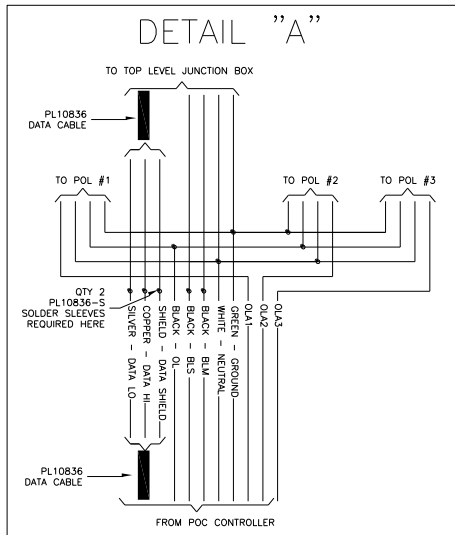 DETAIL "A"
TO TOP LEVEL JUNCTION BOX
PL10836
DATA CABLE
TO POL #1
TO POL #2
TO POL #3
QTY 2
PL10836-S
SOLDER SLEEVES
REQUIRED HERE
SILVER - DATA LO
COPPER - DATA HI
SHIELD - DATA SHIELD
BLACK - OL
BLACK - BLS
BLACK - BLM
WHITE - NEUTRAL
GREEN - GROUND
OLA1
OLA2
OLA3
PL10836
DATA CABLE
FROM POC CONTROLLER